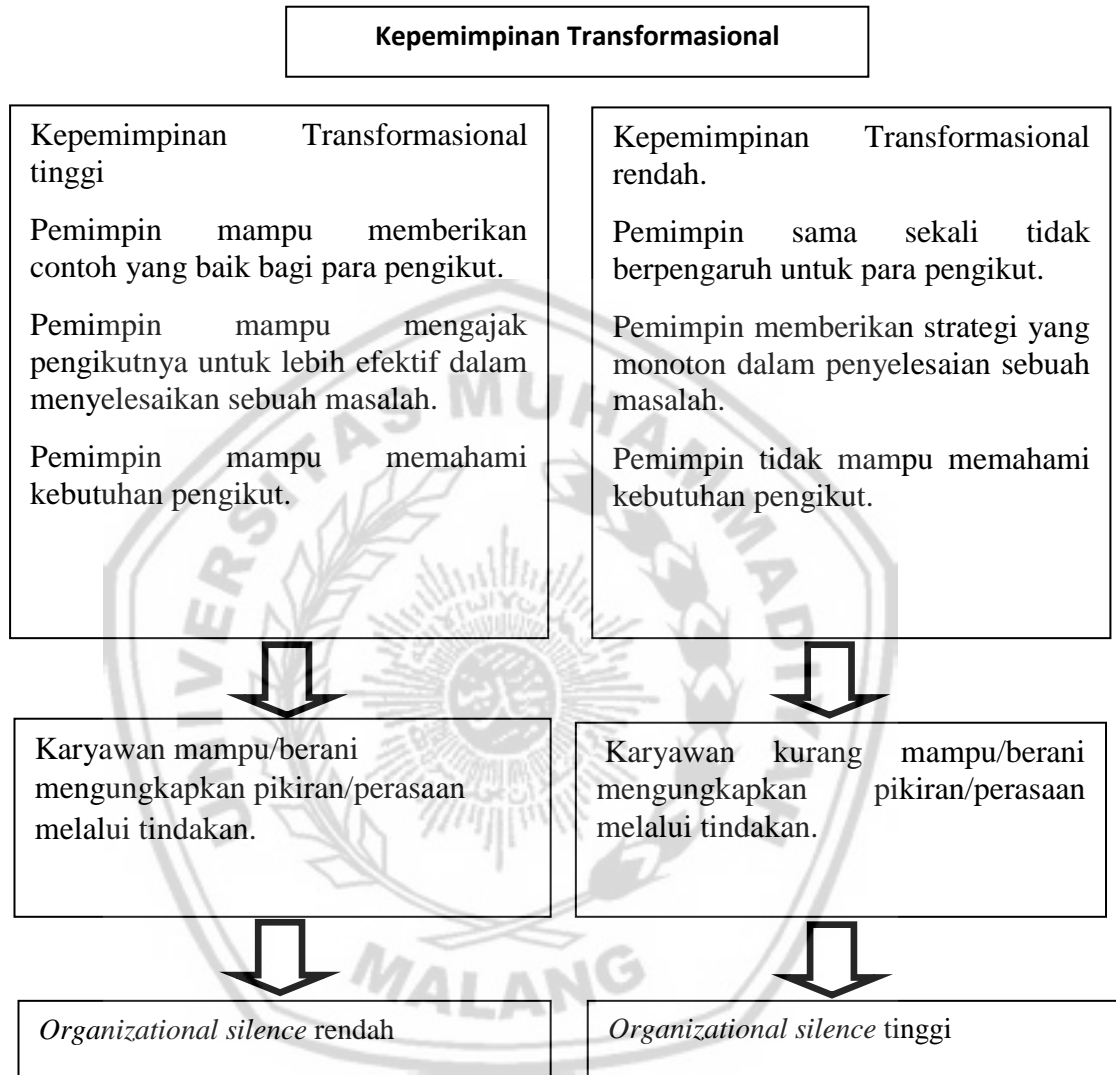 Kepemimpinan Transformasional
Kepemimpinan Transformasional
tinggi
Pemimpin mampu memberikan
contoh yang baik bagi para pengikut.
Pemimpin mampu mengajak
pengikutnya untuk lebih efektif dalam
menyelesaikan sebuah masalah.
Pemimpin mampu memahami
kebutuhan pengikut.
Kepemimpinan Transformasional
rendah.
Pemimpin sama sekali tidak
berpengaruh untuk para pengikut.
Pemimpin memberikan strategi yang
monoton dalam penyelesaian sebuah
masalah.
Pemimpin tidak mampu memahami
kebutuhan pengikut.
Karyawan mampu/berani
mengungkapkan pikiran/perasaan
melalui tindakan.
Karyawan kurang mampu/berani
mengungkapkan pikiran/perasaan
melalui tindakan.
Organizational silence rendah
Organizational silence tinggi
UNIVERSITAS MUHAMMADIYAH
MALANG